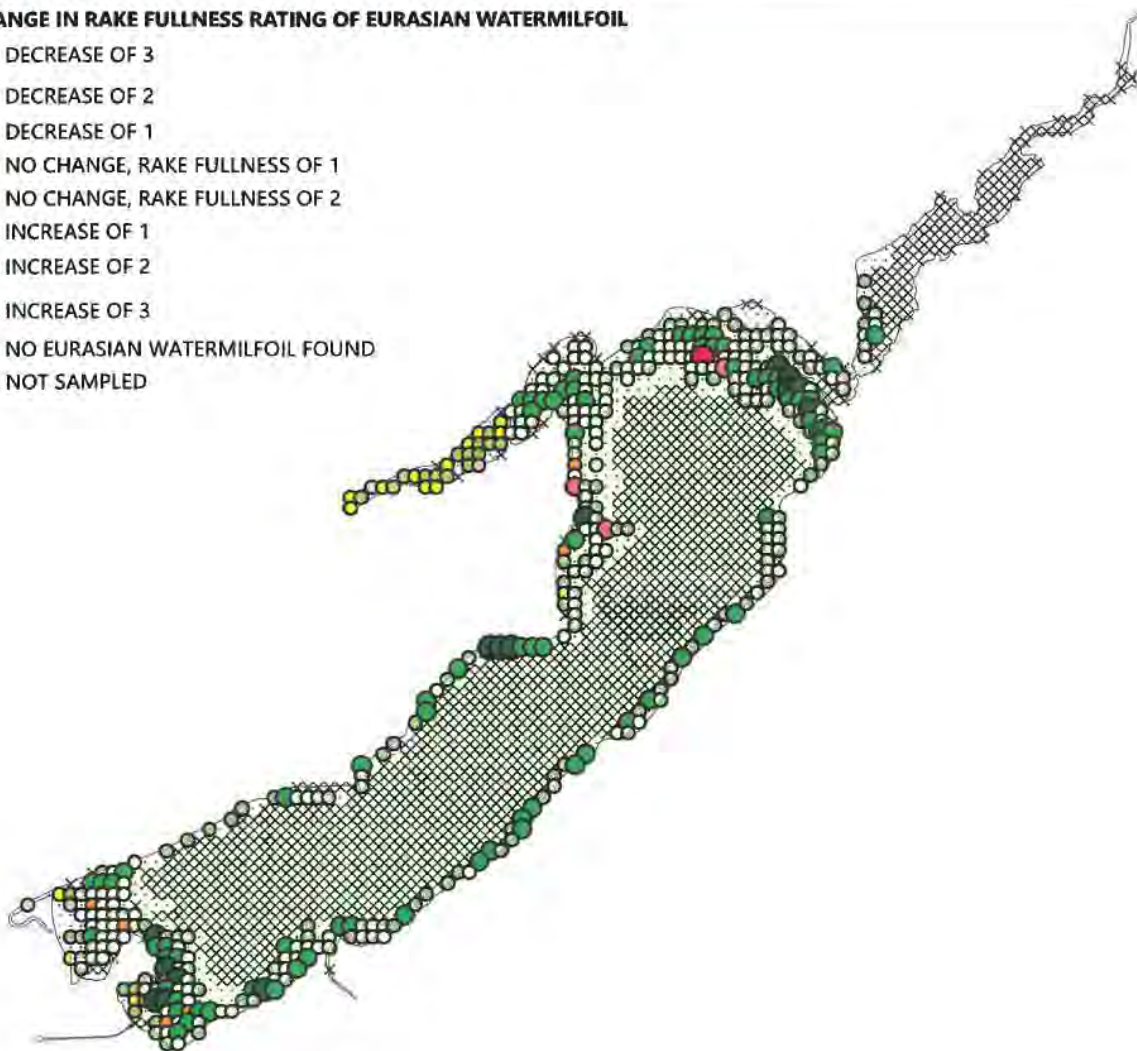 ANGE IN RAKE FULLNESS RATING OF EURASIAN WATERMILFOIL
DECREASE OF 3
DECREASE OF 2
DECREASE OF 1
NO CHANGE, RAKE FULLNESS OF 1
NO CHANGE, RAKE FULLNESS OF 2
INCREASE OF 1
INCREASE OF 2
INCREASE OF 3
NO EURASIAN WATERMILFOIL FOUND
NOT SAMPLED